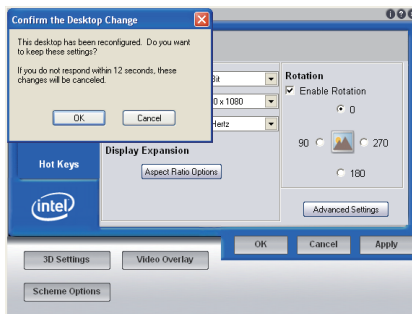 Confirm the Desktop Change
This desktop has been reconfigured. Do you want
to keep these settings?
If you do not respond within 12 seconds, these
changes will be canceled.
OK
Cancel
Bit
0 x 1080
Hertz
Display Expansion
Aspect Ratio Options
Rotation
Enable Rotation
0
90
270
180
Advanced Settings
Hot Keys
intel
OK
Cancel
Apply
3D Settings
Video Overlay
Scheme Options